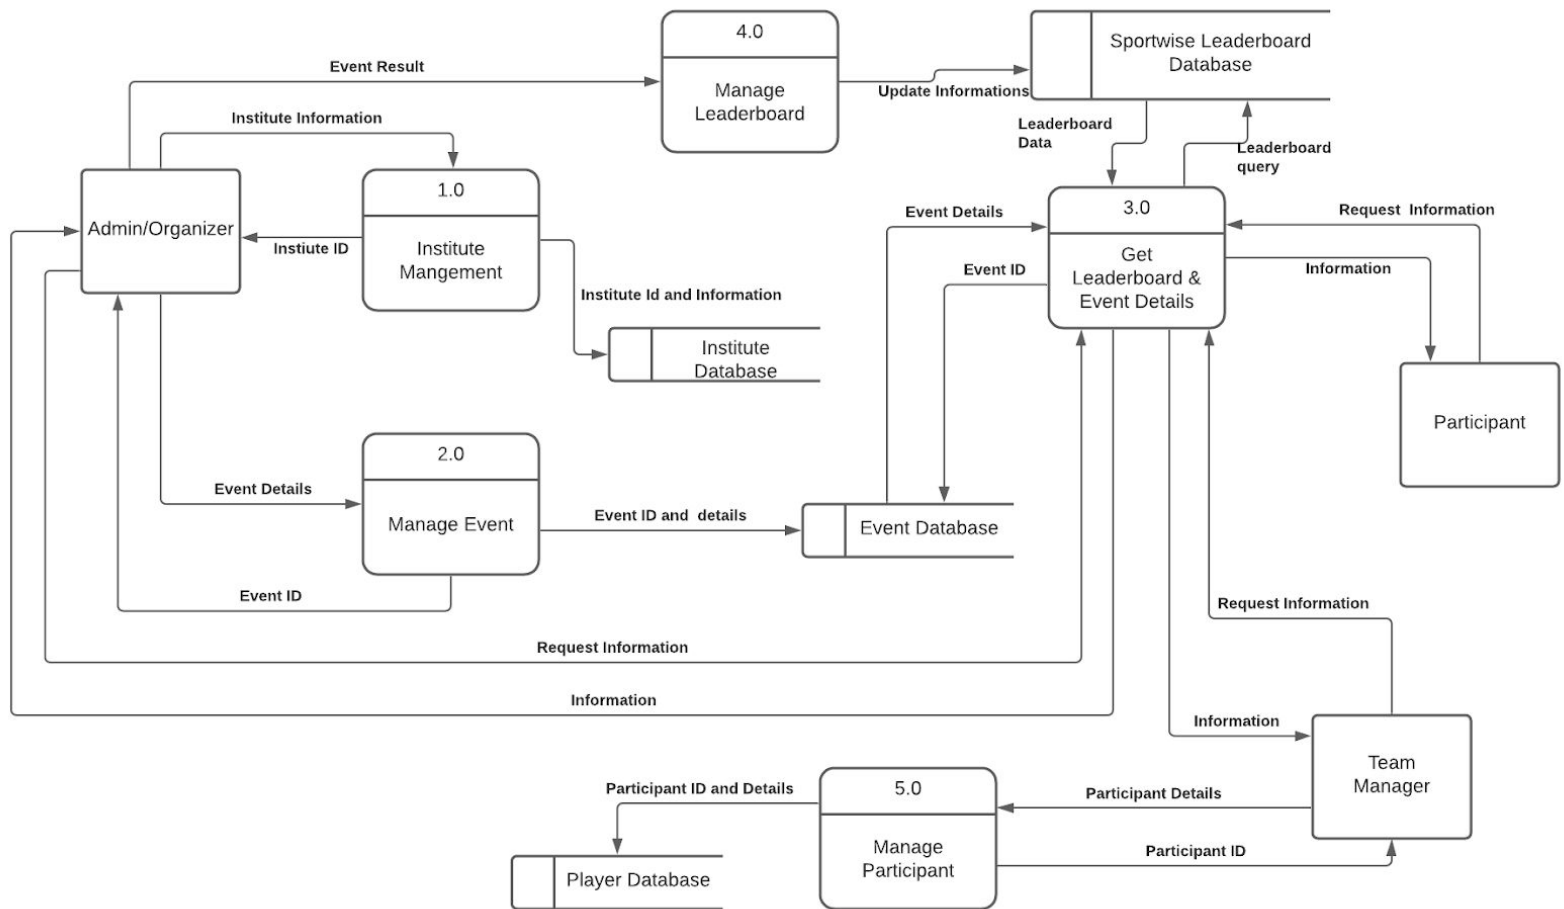 4.0
Manage
Leaderboard
Sportwise Leaderboard
Database
Event Result
Update Informations
Institute Information
Leaderboard
Data
Leaderboard
query
1.0
Institute
Mangement
Admin/Organizer
Instiute ID
3.0
Get
Leaderboard &
Event Details
Event Details
Request  Information
Event ID
Information
Institute Id and Information
Institute
Database
Participant
2.0
Manage Event
Event Details
Event ID and  details
Event Database
Event ID
Request Information
Request Information
Information
Information
Team
Manager
5.0
Manage
Participant
Participant ID and Details
Participant Details
Participant ID
Player Database